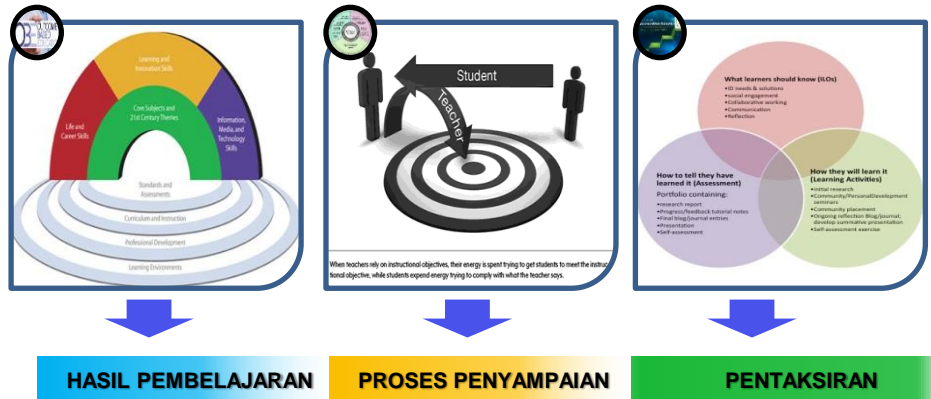 OUTCOME
BASED
Learning and
Innovation Skills
Core Subjects and
21st Century Themes
Life and
Career Skills
Information,
Media, and
Technology
Skills
Standards and
Assessments
Curriculum and Instruction
Professional Development
Learning Environments
Student
Teacher
When teachers rely on instructional objectives, their energy is spent trying to get students to meet the instruc
tional objective, while students expend energy trying to comply with what the teacher says.
What learners should know (ILOs)
•ID needs & solutions
•social engagement
•Collaborative working
•Communication
•Reflection
How to tell they have
learned it (Assessment)
Portfolio containing:
•research report
•Progress/feedback tutorial notes
•Final blog/journal entries
•Presentation
•Self-assessment
How they will learn it
(Learning Activities)
•initial research
•Community/PersonalDevelopment
seminars
•Community placement
•Ongoing reflection Blog/journal,
develop summative presentation
•Self-assessment exercise
HASIL PEMBELAJARAN
PROSES PENYAMPAIAN
PENTAKSIRAN